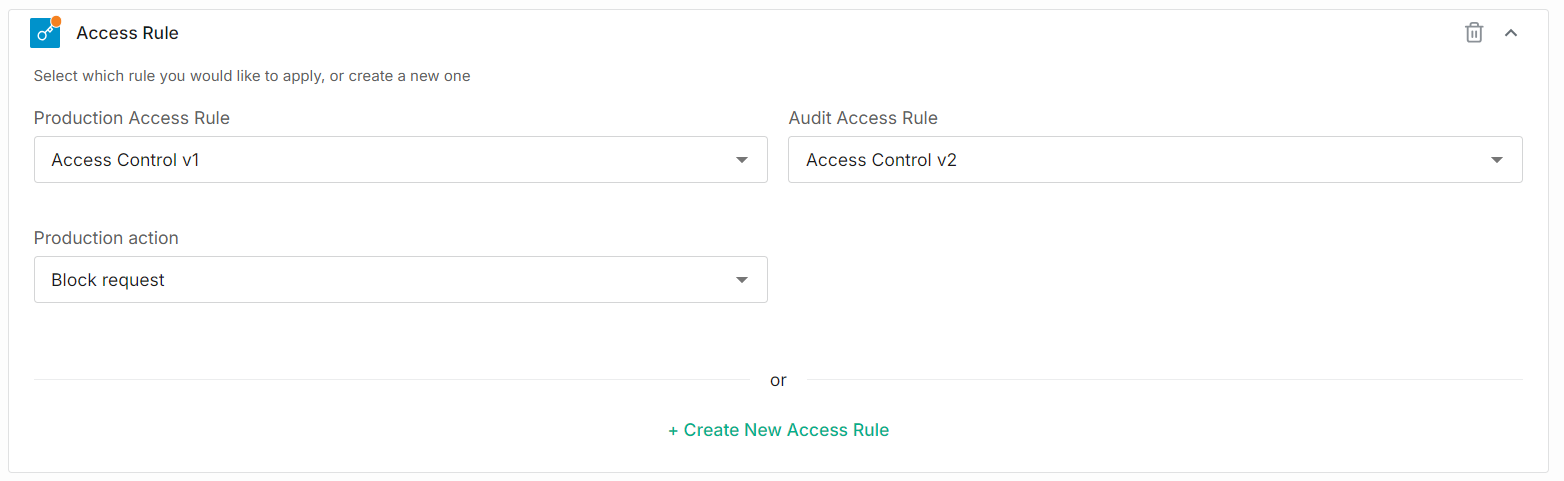 Access Rule
Select which rule you would like to apply, or create a new one
Production Access Rule
Access Control v1
Audit Access Rule
Access Control v2
Production action
Block request
or
+ Create New Access Rule